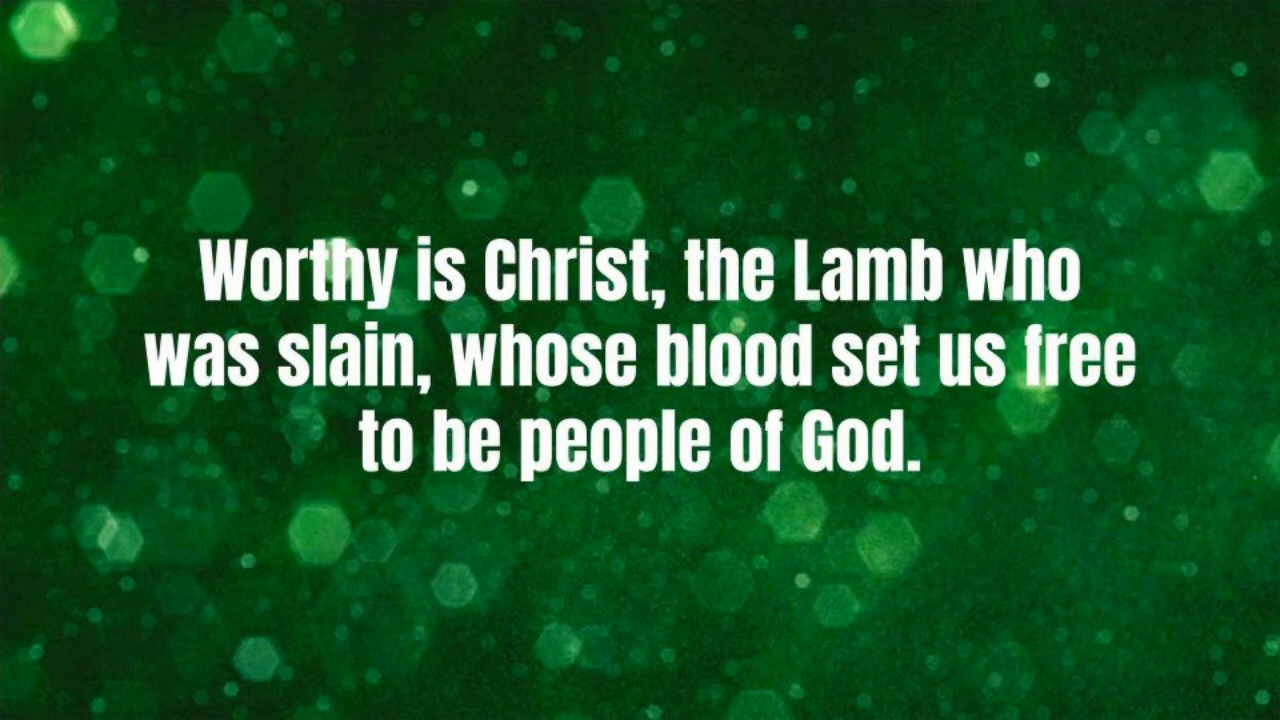 Worthy is Christ, the Lamb who
was slain, whose blood set us free
to be people of God.